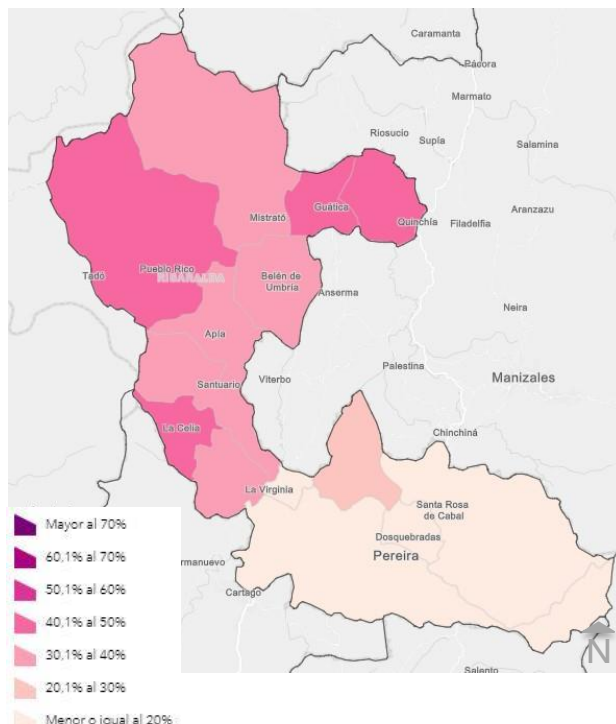 Caramanta
Pácora
Marmato
Riosucio
Supía
Salamina
Mistrató
Guática
Quinchía
Filadelfia
Aranzazu
Tadó
Pueblo Rico
RISARALDA
Belén de
Umbría
Anserma
Neira
Apía
Palestina
Santuario
Viterbo
Manizales
La Celia
Chinchiná
La Virginia
Santa Rosa
de Cabal
Dosquebradas
Pereira
ermanuevo
Cartago
Salento
N
Mayor al 70%
60,1% al 70%
50,1% al 60%
40,1% al 50%
30,1% al 40%
20,1% al 30%
Menor o igual al 20%